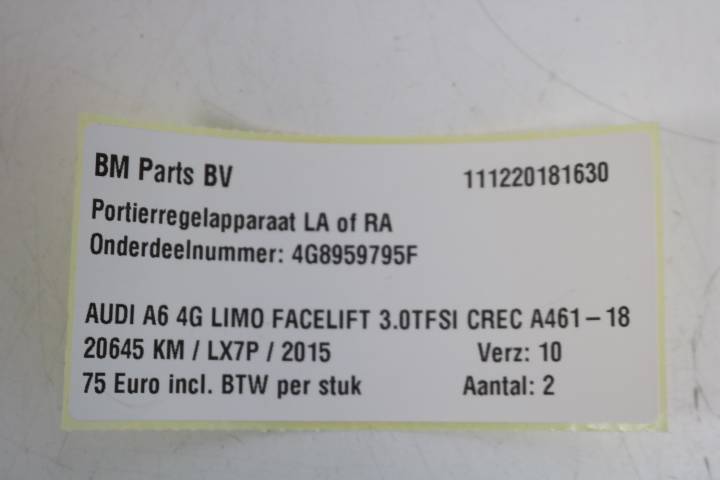 BM Parts BV 111220181630
Portierregelapparaat LA of RA
Onderdeelnummer: 4G8959795F
AUDI A6 4G LIMO FACELIFT 3.0TFSI CREC A461-18
20645 KM / LX7P / 2015 Verz: 10
75 Euro incl. BTW per stuk Aantal: 2